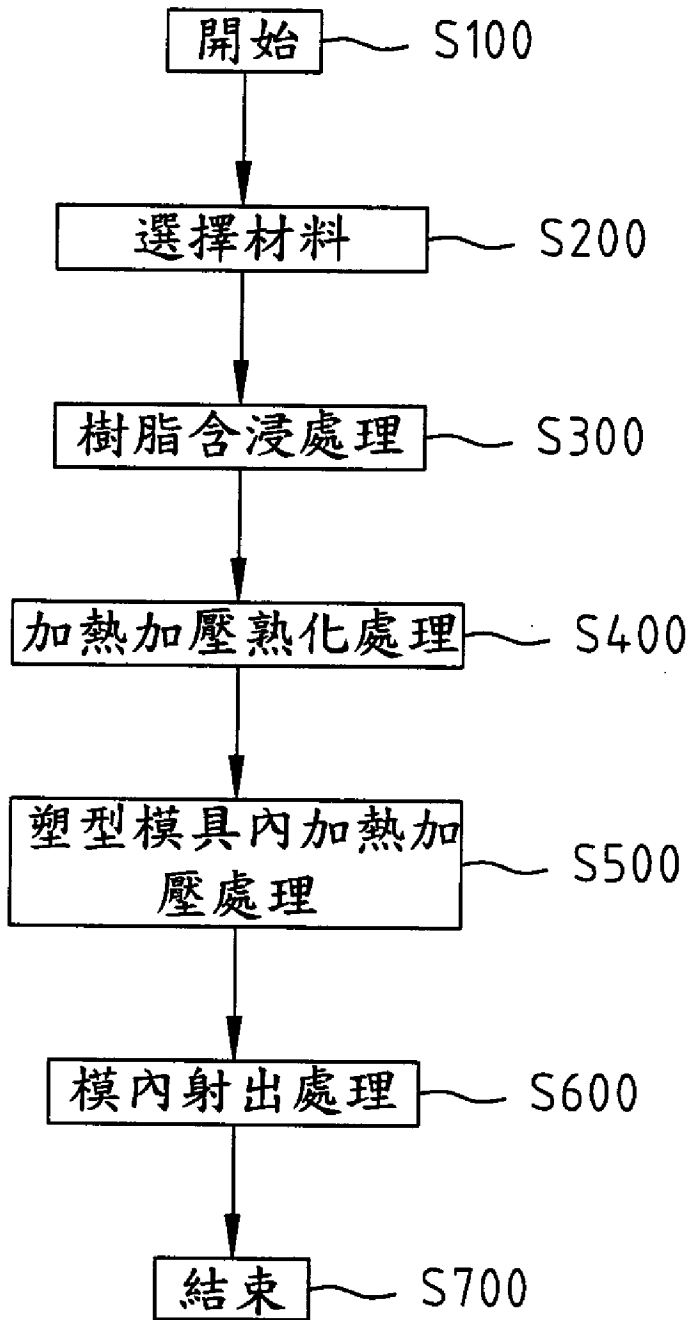 開始 S100
選擇材料 S200
樹脂含浸處理 S300
加熱加壓熟化處理 S400
塑型模具內加熱加
壓處理 S500
模內射出處理 S600
結束 S700